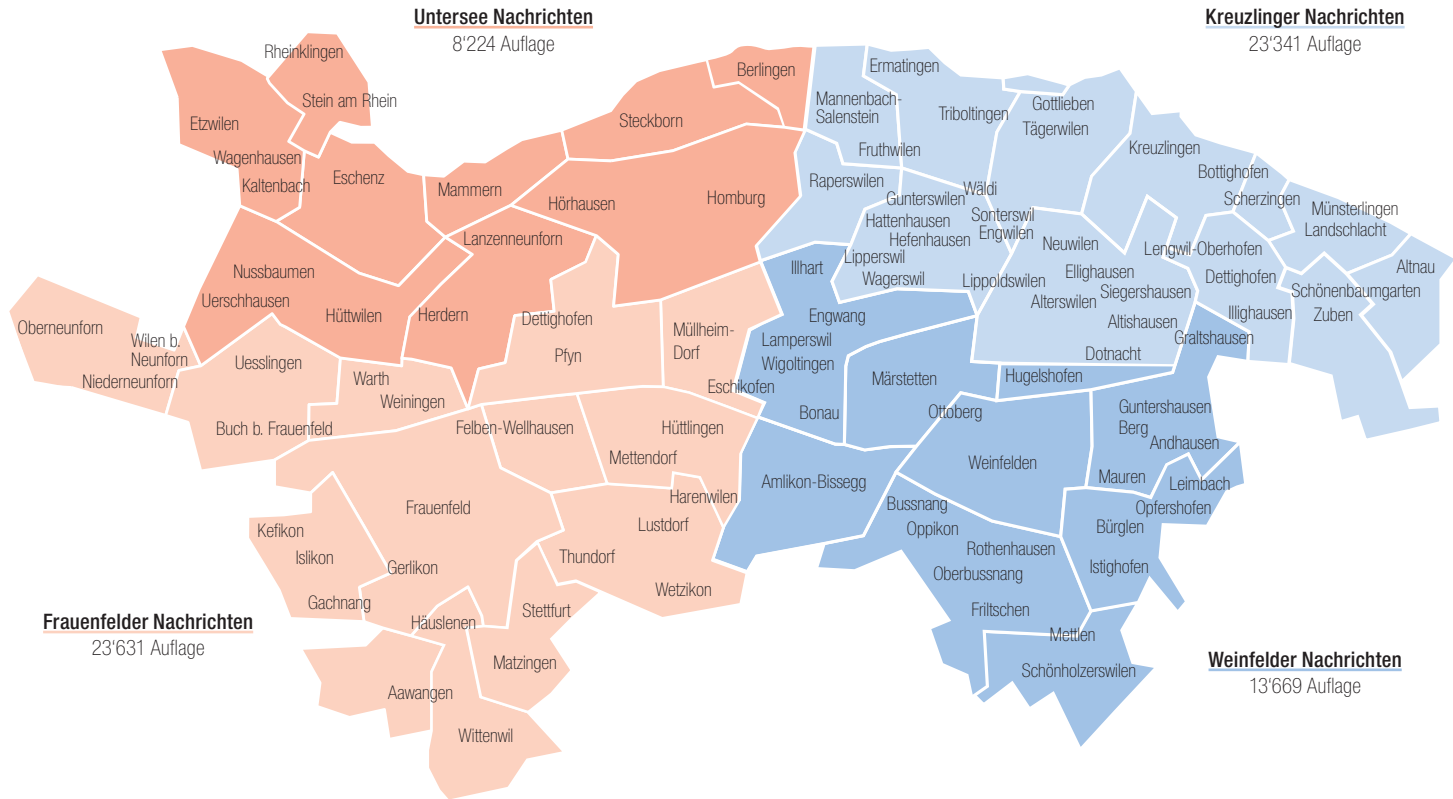 Untersee Nachrichten
8‘224 Auflage
Kreuzlinger Nachrichten
23‘341 Auflage
Rheinklingen
Stein am Rhein
Etzwilen
Wagenhausen
Kaltenbach
Eschenz
Mammern
Steckborn
Berlingen
Hörhausen
Homburg
Lanzenneunforn
Nussbaumen
Uerschhausen
Hüttwilen
Herdern
Ermatingen
Mannenbach-
Salenstein
Triboltingen
Fruthwilen
Gottlieben
Tägerwilen
Kreuzlingen
Bottighofen
Scherzingen
Münsterlingen
Landschlacht
Raperswilen
Wäldi
Gunterswilen
Hattenhausen
Hefenhausen
Sonterswil
Engwilen
Lipperswil
Wagerswil
Lippoldswilen
Neuwilen
Ellighausen
Siegershausen
Alterswilen
Altishausen
Dotnacht
Lengwil-Oberhofen
Dettighofen
Illighausen
Altnau
Schönenbaumgarten
Zuben
Oberneunforn
Wilen b.
Neunforn
Niederneunforn
Uesslingen
Buch b. Frauenfeld
Warth
Weiningen
Dettighofen
Pfyn
Müllheim-
Dorf
Eschikofen
Felben-Wellhausen
Hüttlingen
Mettendorf
Harenwilen
Frauenfeld
Lustdorf
Thundorf
Wetzikon
Kefikon
Islikon
Gerlikon
Gachnang
Häuslenen
Stettfurt
Matzingen
Aawangen
Wittenwil
Illhart
Engwang
Lamperswil
Wigoltingen
Bonau
Märstetten
Ottoberg
Hugelshofen
Graltshausen
Guntershausen
Berg
Andhausen
Mauren
Leimbach
Opfershofen
Weinfelden
Amlikon-Bissegg
Bussnang
Oppikon
Rothenhausen
Oberbussnang
Friltschen
Bürglen
Istighofen
Mettlen
Schönholzerswilen
Frauenfelder Nachrichten
23‘631 Auflage
Weinfelder Nachrichten
13‘669 Auflage